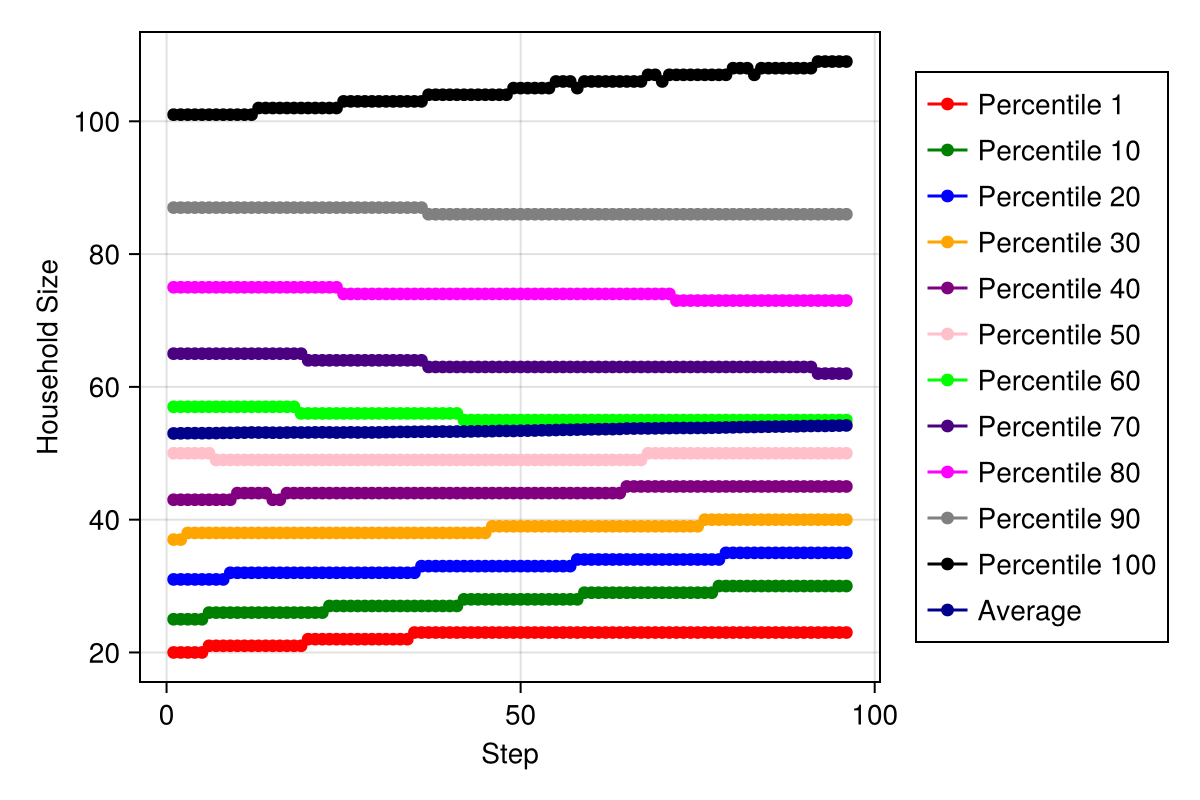 Household Size
100
80
60
40
20
0
50
100
Step
Percentile 1
Percentile 10
Percentile 20
Percentile 30
Percentile 40
Percentile 50
Percentile 60
Percentile 70
Percentile 80
Percentile 90
Percentile 100
Average